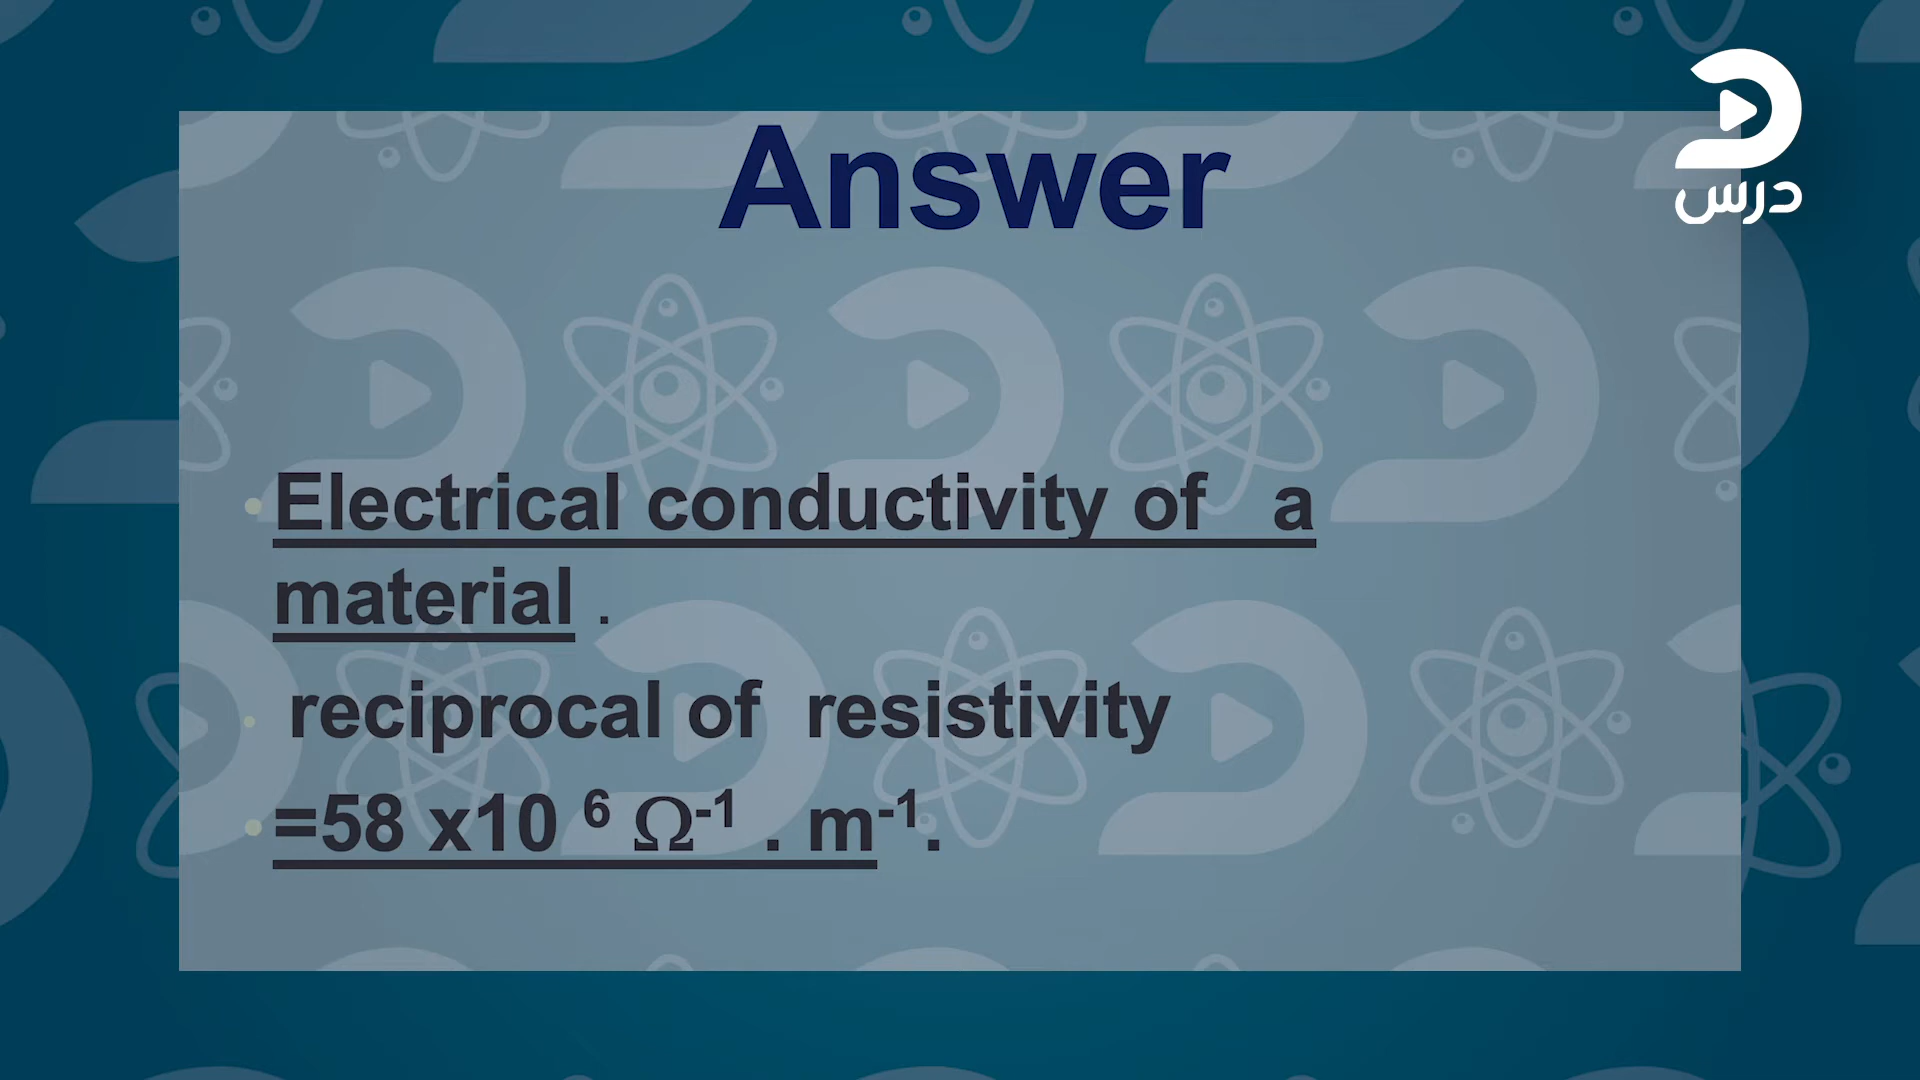 درس
Answer
Electrical conductivity of a
material .
reciprocal of resistivity
=58 x10 ⁶ Ω⁻¹ . m⁻¹.